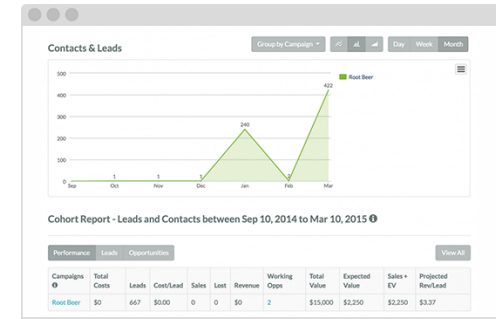 Contacts & Leads
Group by Campaign
Day Week Month
500
Root Beer
422
400
300
240
200
100
1 1 1 2
0
Sep Oct Nov Dec Jan Feb Mar
Cohort Report - Leads and Contacts between Sep 10, 2014 to Mar 10, 2015
Performance Leads Opportunities View All
Campaigns Total Costs Leads Cost/Lead Sales Lost Revenue Working Opps Total Value Expected Value Sales + EV Projected Rev/Lead
Root Beer $0 667 $0.00 0 0 $0 2 $15,000 $2,250 $2,250 $3.37